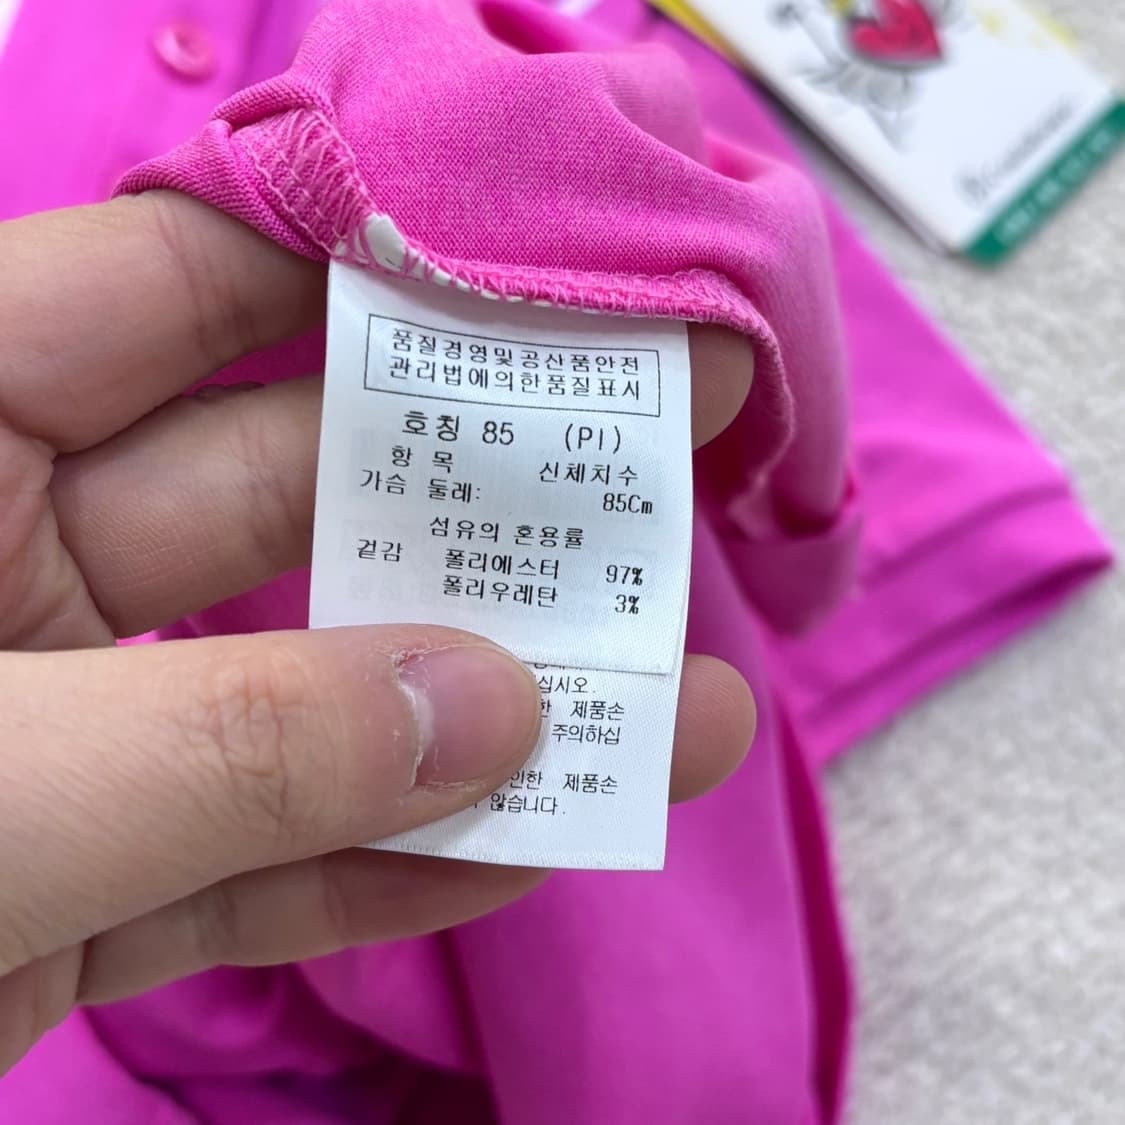 품질경영및공산품안전
관리법에의한품질표시
호칭 85 (PI)
항 목 신체치수
가슴 둘레: 85Cm
섬유의 혼용률
겉감 폴리에스터 97%
폴리우레탄 3%
십시오.
한 제품손
주의하십
인한 제품손
않습니다.